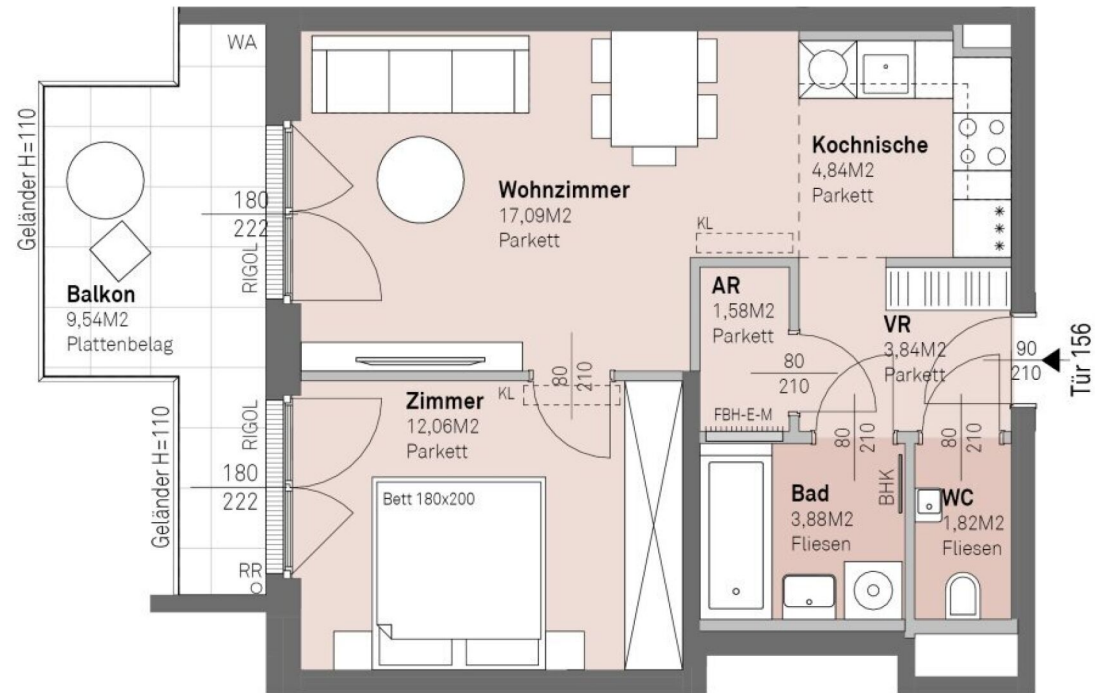 WA
Geländer H=110
180
222
RIGOL
Balkon
9,54M2
Plattenbelag
Geländer H=110
RIGOL
180
222
RR
Wohnzimmer
17,09M2
Parkett
Kochnische
4,84M2
Parkett
***
KL
AR
1,58M2
Parkett
VR
3,84M2
Parkett
80
210
90
210
Tür 156
80
210
KL
Zimmer
12,06M2
Parkett
Bett 180x200
FBH-E-M
80
210
80
210
Bad
3,88M2
Fliesen
BHK
WC
1,82M2
Fliesen